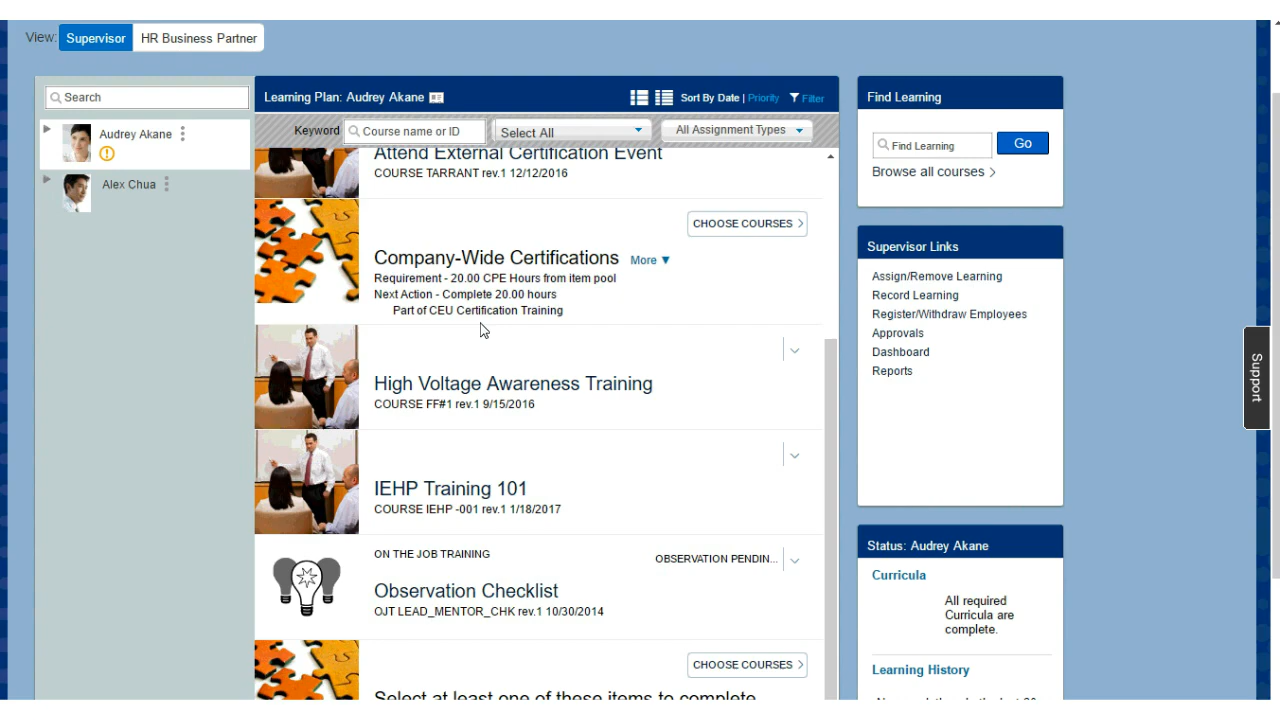 View: Supervisor HR Business Partner
Search
Audrey Akane
Alex Chua
Learning Plan: Audrey Akane
Sort By Date | Priority Filter
Keyword Course name or ID Select All All Assignment Types
Attend External Certification Event
COURSE TARRANT rev.1 12/12/2016
CHOOSE COURSES
Company-Wide Certifications More ▼
Requirement - 20.00 CPE Hours from item pool
Next Action - Complete 20.00 hours
Part of CEU Certification Training
High Voltage Awareness Training
COURSE FF#1 rev.1 9/15/2016
IEHP Training 101
COURSE IEHP -001 rev.1 1/18/2017
ON THE JOB TRAINING
OBSERVATION PENDIN...
Observation Checklist
OJT LEAD_MENTOR_CHK rev.1 10/30/2014
CHOOSE COURSES
Select at least one of these items to complete
Find Learning
Find Learning Go
Browse all courses
Supervisor Links
Assign/Remove Learning
Record Learning
Register/Withdraw Employees
Approvals
Dashboard
Reports
Status: Audrey Akane
Curricula
All required
Curricula are
complete.
Learning History
Support